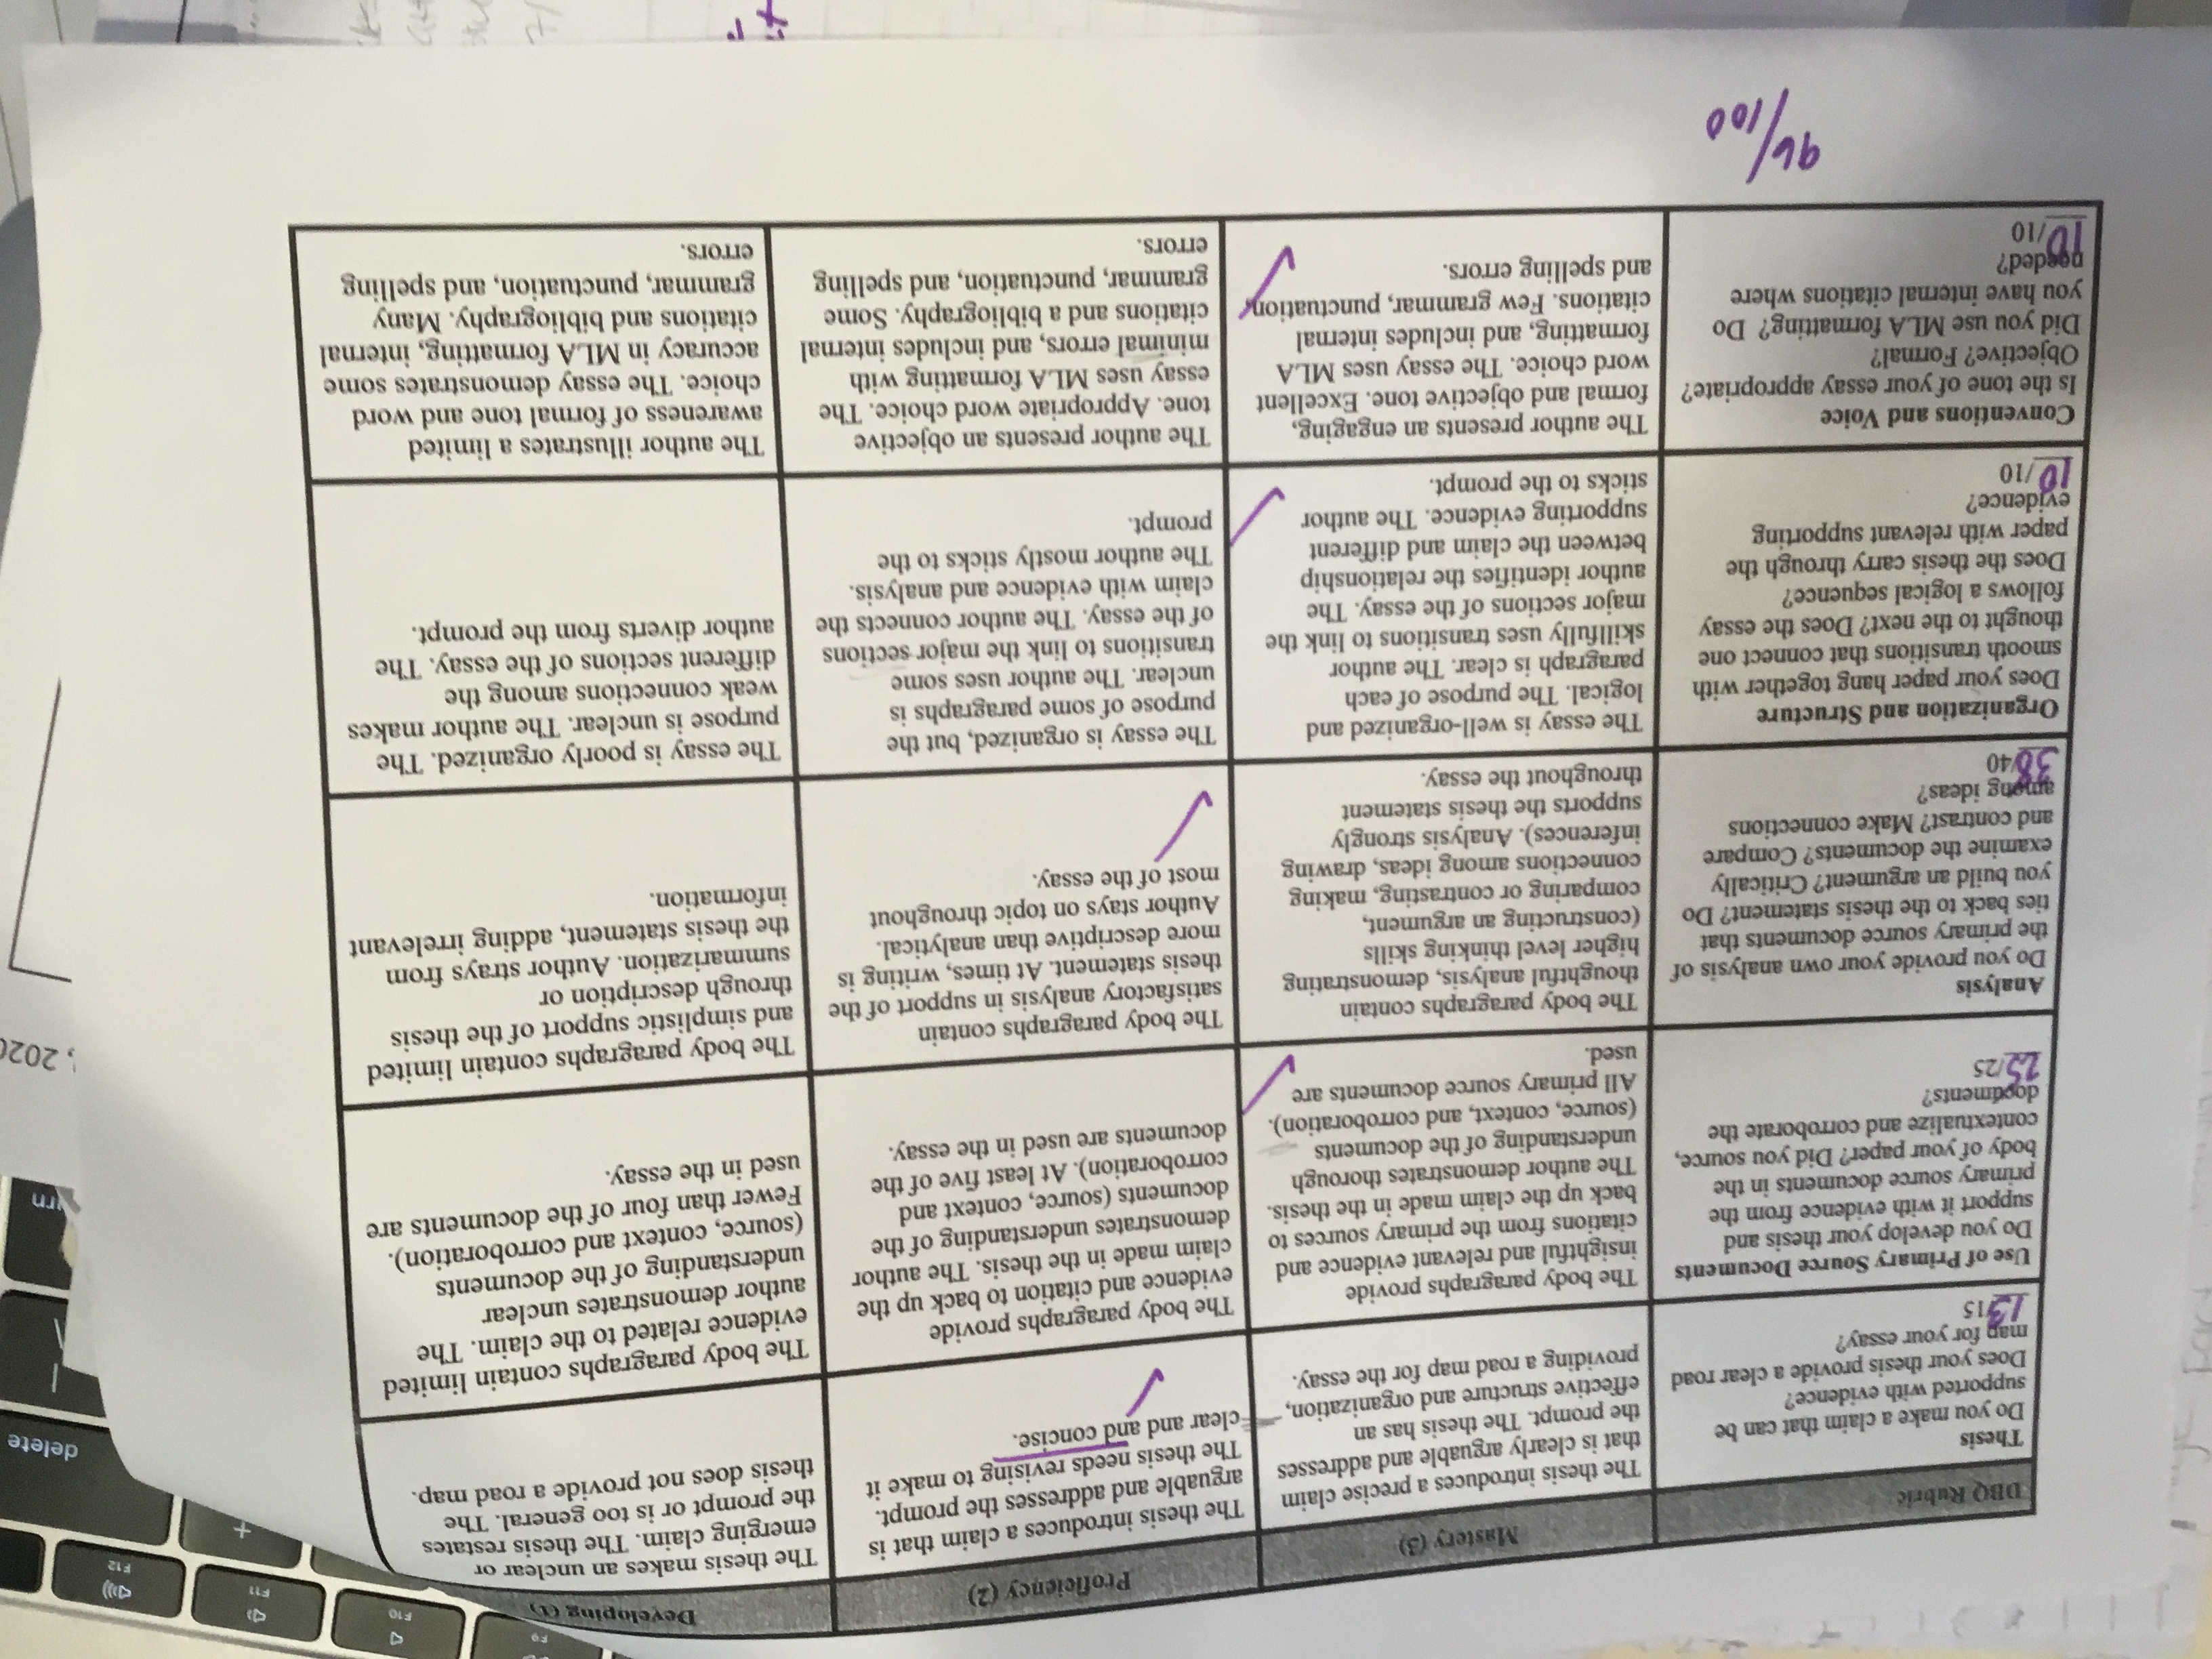 DBQ Rubric
Mastery (3)
Proficiency (2)
Developing (1)
Thesis
Do you make a claim that can be
supported with evidence?
Does your thesis provide a clear road
map for your essay?
13/15
The thesis introduces a precise claim
that is clearly arguable and addresses
the prompt. The thesis has an
effective structure and organization,
providing a road map for the essay.
The thesis introduces a claim that is
arguable and addresses the prompt.
The thesis needs revising to make it
clear and and concise.
The thesis makes an unclear or
emerging claim. The thesis restates
the prompt or is too general. The
thesis does not provide a road map.
Use of Primary Source Documents
Do you develop your thesis and
support it with evidence from the
primary source documents in the
body of your paper? Did you source,
contextualize and corroborate the
documents?
25/25
The body paragraphs provide
insightful and relevant evidence and
citations from the primary sources to
back up the claim made in the thesis.
The author demonstrates thorough
understanding of the documents
(source, context, and corroboration).
All primary source documents are
used.
The body paragraphs provide
evidence and citation to back up the
claim made in the thesis. The author
demonstrates understanding of the
documents (source, context and
corroboration). At least five of the
documents are used in the essay.
The body paragraphs contain limited
evidence related to the claim. The
author demonstrates unclear
understanding of the documents
(source, context and corroboration).
Fewer than four of the documents are
used in the essay.
Analysis
Do you provide your own analysis of
the primary source documents that
ties back to the thesis statement? Do
you build an argument? Critically
examine the documents? Compare
and contrast? Make connections
among ideas?
38/40
The body paragraphs contain
thoughtful analysis, demonstrating
higher level thinking skills
(constructing an argument,
comparing or contrasting, making
connections among ideas, drawing
inferences). Analysis strongly
supports the thesis statement
throughout the essay.
The body paragraphs contain
satisfactory analysis in support of the
thesis statement. At times, writing is
more descriptive than analytical.
Author stays on topic throughout
most of the essay.
The body paragraphs contain limited
and simplistic support of the thesis
through description or
summarization. Author strays from
the thesis statement, adding irrelevant
information.
Organization and Structure
Does your paper hang together with
smooth transitions that connect one
thought to the next? Does the essay
follows a logical sequence?
Does the thesis carry through the
paper with relevant supporting
evidence?
10/10
The essay is well-organized and
logical. The purpose of each
paragraph is clear. The author
skillfully uses transitions to link the
major sections of the essay. The
author identifies the relationship
between the claim and different
supporting evidence. The author
sticks to the prompt.
The essay is organized, but the
purpose of some paragraphs is
unclear. The author uses some
transitions to link the major sections
of the essay. The author connects the
claim with evidence and analysis.
The author mostly sticks to the
prompt.
The essay is poorly organized. The
purpose is unclear. The author makes
weak connections among the
different sections of the essay. The
author diverts from the prompt.
Conventions and Voice
Is the tone of your essay appropriate?
Objective? Formal?
Did you use MLA formatting? Do
you have internal citations where
needed?
10/10
The author presents an engaging,
formal and objective tone. Excellent
word choice. The essay uses MLA
formatting, and includes internal
citations. Few grammar, punctuation,
and spelling errors.
The author presents an objective
tone. Appropriate word choice. The
essay uses MLA formatting with
minimal errors, and includes internal
citations and a bibliography. Some
grammar, punctuation, and spelling
errors.
The author illustrates a limited
awareness of formal tone and word
choice. The essay demonstrates some
accuracy in MLA formatting, internal
citations and bibliography. Many
grammar, punctuation, and spelling
errors.
96/100
F9
F10
F11
F12
+
delete
, 2020